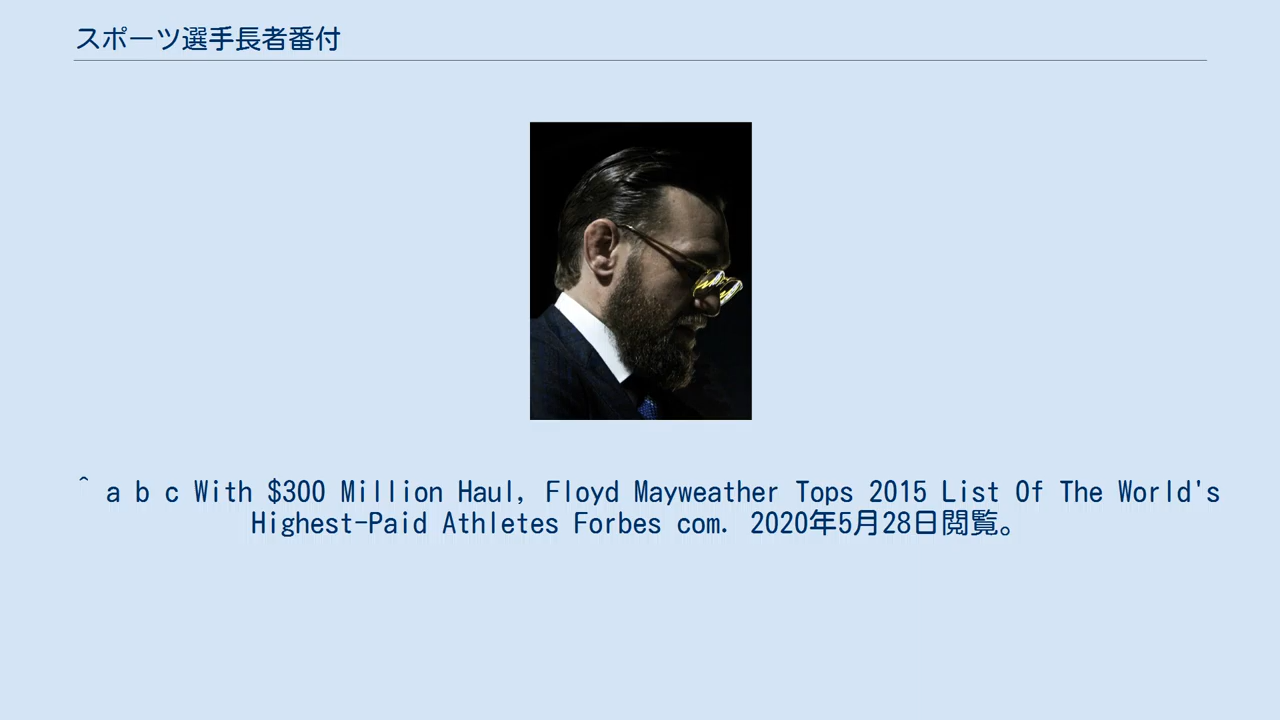 スポーツ選手長者番付
^ a b c With $300 Million Haul, Floyd Mayweather Tops 2015 List Of The World's
Highest-Paid Athletes Forbes com. 2020年5月28日閲覧。